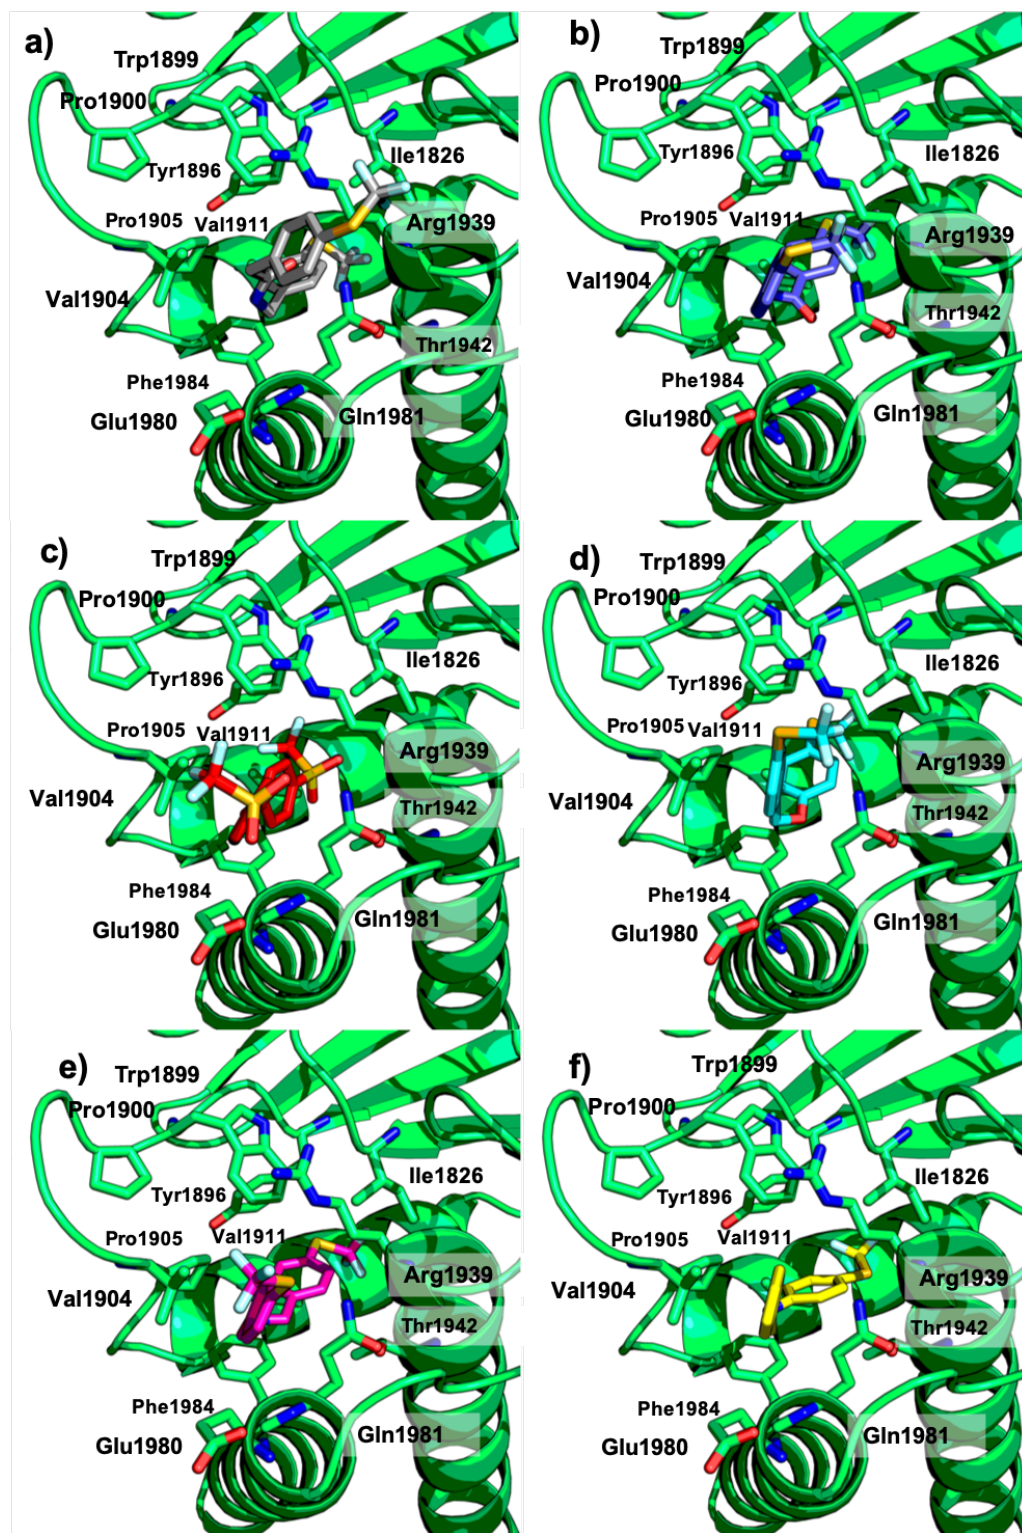 a)
Trp1899
Pro1900
Tyr1896
Ile1826
Pro1905
Val1911
Arg1939
Val1904
Thr1942
Phe1984
Glu1980
Gln1981
b)
Trp1899
Pro1900
Tyr1896
Ile1826
Pro1905
Val1911
Arg1939
Val1904
Thr1942
Phe1984
Glu1980
Gln1981
c)
Trp1899
Pro1900
Tyr1896
Ile1826
Pro1905
Val1911
Arg1939
Val1904
Thr1942
Phe1984
Glu1980
Gln1981
d)
Trp1899
Pro1900
Tyr1896
Ile1826
Pro1905
Val1911
Arg1939
Val1904
Thr1942
Phe1984
Glu1980
Gln1981
e)
Trp1899
Pro1900
Tyr1896
Ile1826
Pro1905
Val1911
Arg1939
Val1904
Thr1942
Phe1984
Glu1980
Gln1981
f)
Trp1899
Pro1900
Tyr1896
Ile1826
Pro1905
Val1911
Arg1939
Val1904
Thr1942
Phe1984
Glu1980
Gln1981